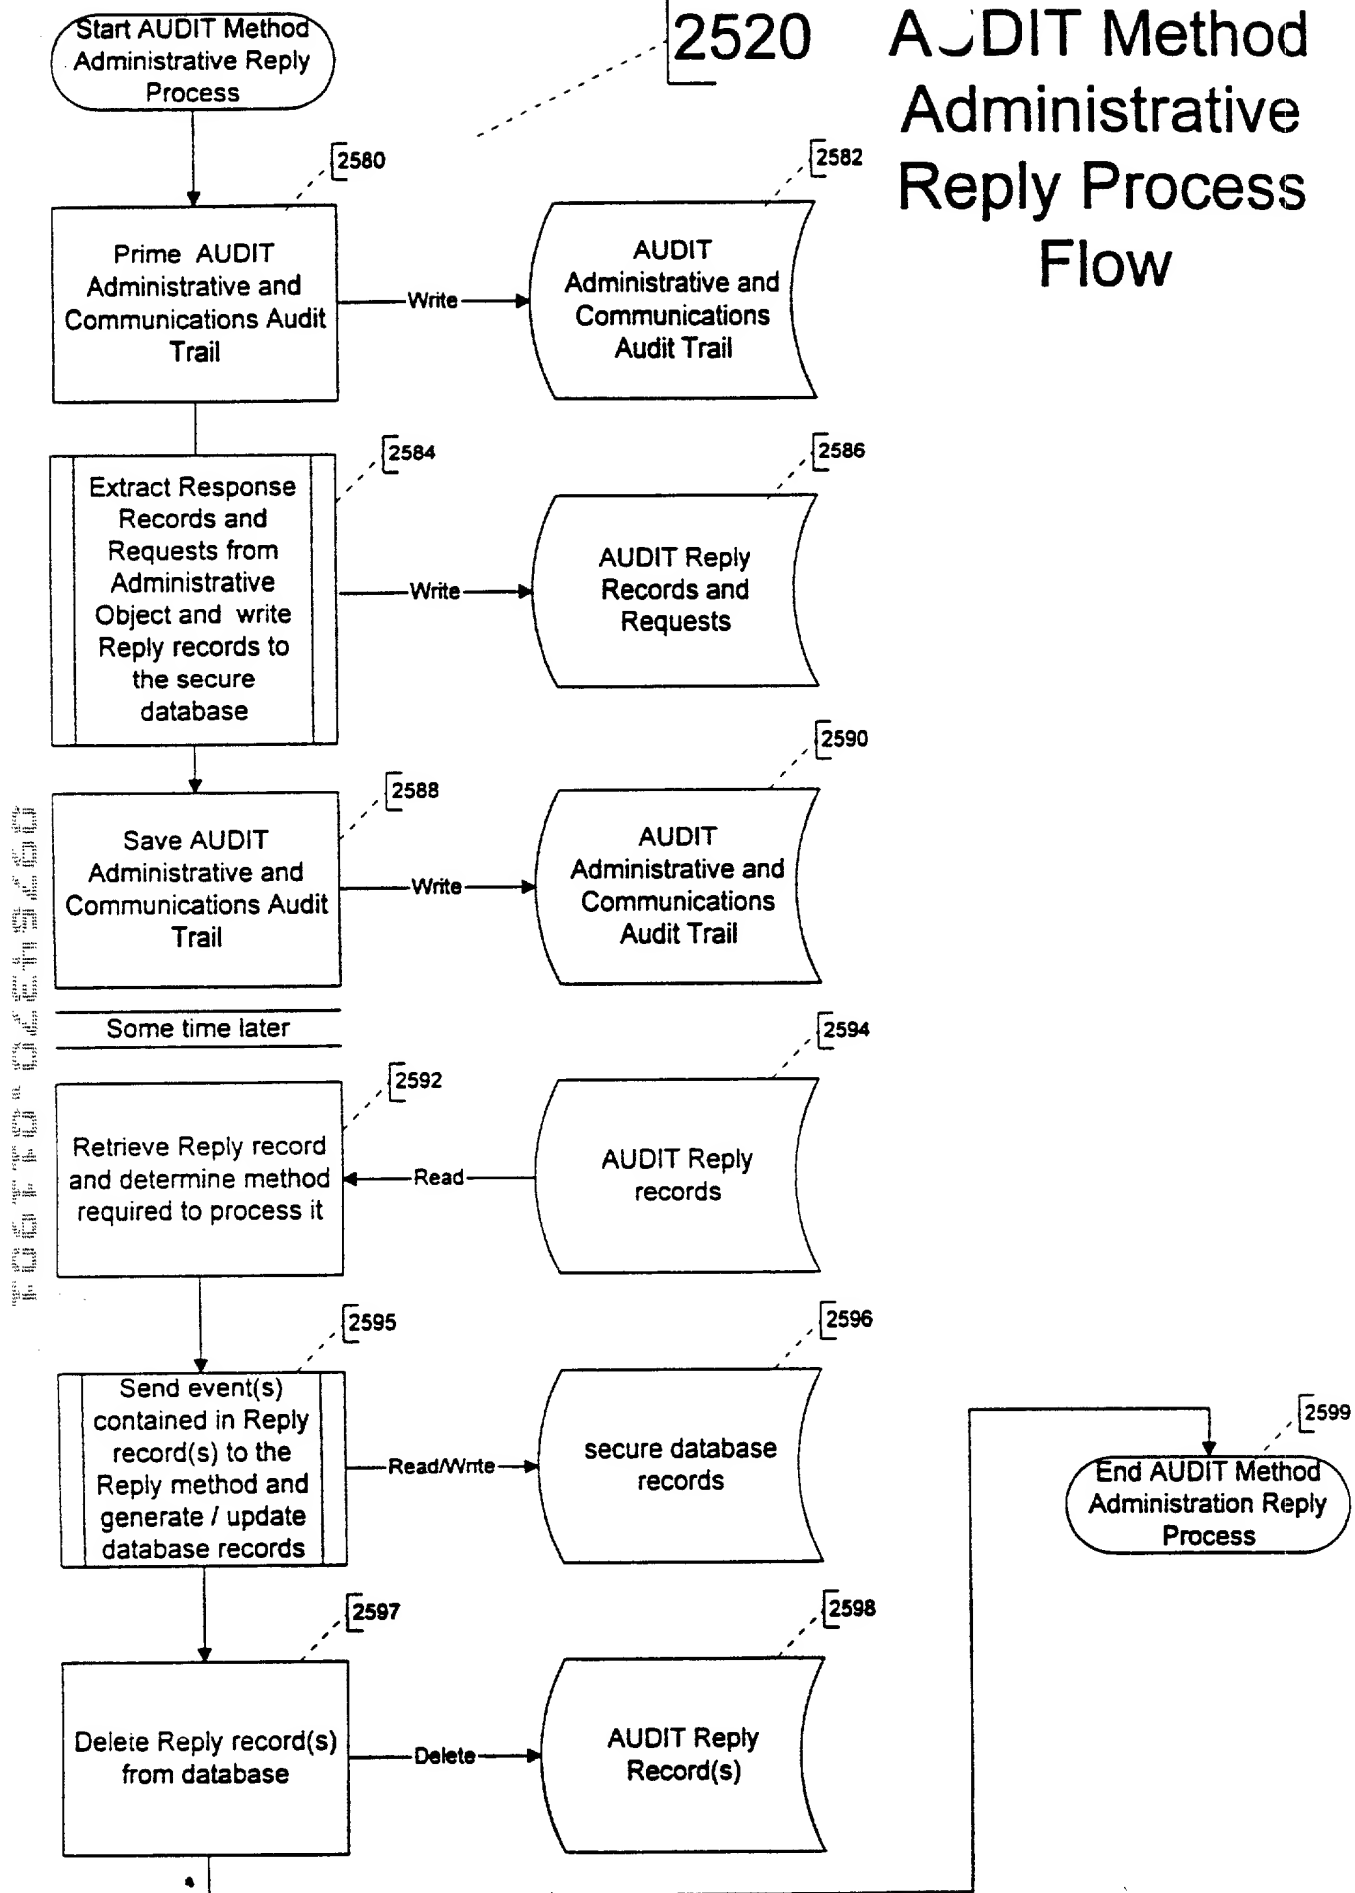 Start AUDIT Method
Administrative Reply
Process
2520
AUDIT Method
Administrative
Reply Process
Flow
2580
Prime AUDIT
Administrative and
Communications Audit
Trail
Write
2582
AUDIT
Administrative and
Communications
Audit Trail
2584
Extract Response
Records and
Requests from
Administrative
Object and write
Reply records to
the secure
database
Write
2586
AUDIT Reply
Records and
Requests
2588
Save AUDIT
Administrative and
Communications Audit
Trail
Write
2590
AUDIT
Administrative and
Communications
Audit Trail
Some time later
2592
Retrieve Reply record
and determine method
required to process it
Read
2594
AUDIT Reply
records
2595
Send event(s)
contained in Reply
record(s) to the
Reply method and
generate / update
database records
Read/Write
2596
secure database
records
2597
Delete Reply record(s)
from database
Delete
2598
AUDIT Reply
Record(s)
2599
End AUDIT Method
Administration Reply
Process